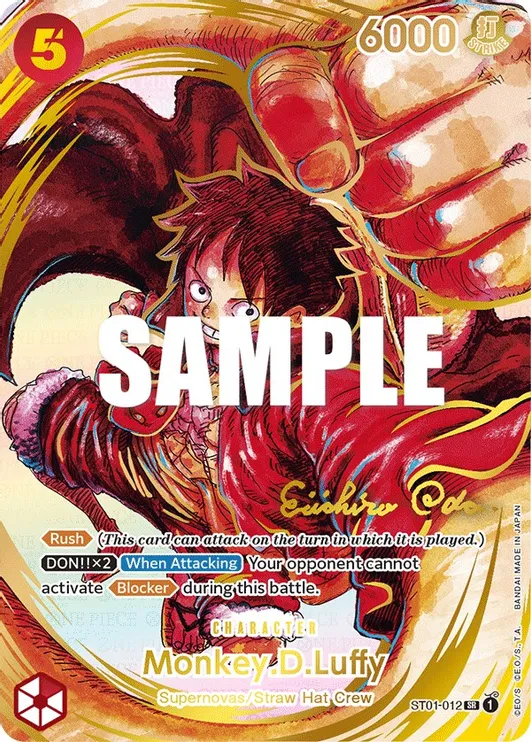 5
6000 打
STRIKE
SAMPLE
Eiichiro Oda
Rush (This card can attack on the turn in which it is played.)
DON!!×2 When Attacking Your opponent cannot
activate Blocker during this battle.
CHARACTER
Monkey.D.Luffy
Supernovas/Straw Hat Crew
ST01-012 SR 1
©E/S ©E.O./S.,T.A. BANDAI MADE IN JAPAN